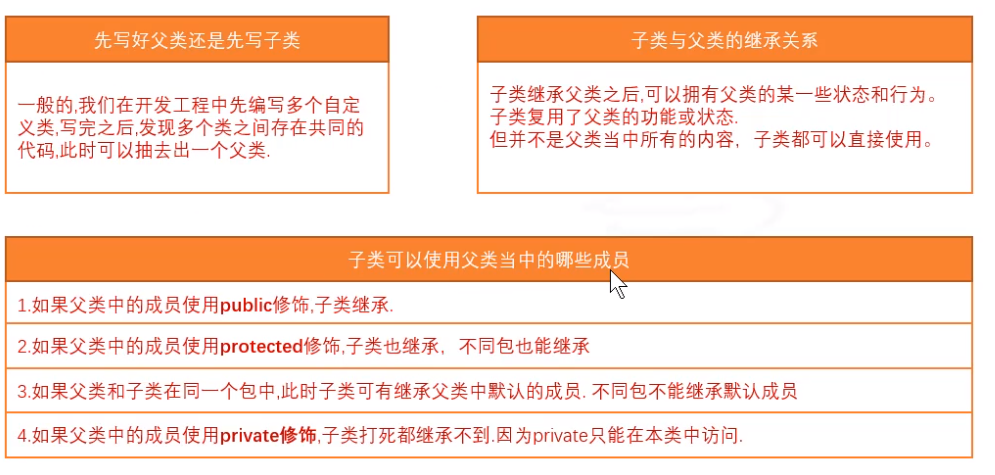 先写好父类还是先写子类
一般的,我们在开发工程中先编写多个自定
义类,写完之后,发现多个类之间存在共同的
代码,此时可以抽去出一个父类.
子类与父类的继承关系
子类继承父类之后,可以拥有父类的某一些状态和行为。
子类复用了父类的功能或状态.
但并不是父类当中所有的内容，子类都可以直接使用。
子类可以使用父类当中的哪些成员
1.如果父类中的成员使用public修饰,子类继承.
2.如果父类中的成员使用protected修饰,子类也继承，不同包也能继承
3.如果父类和子类在同一个包中,此时子类可有继承父类中默认的成员. 不同包不能继承默认成员
4.如果父类中的成员使用private修饰,子类打死都继承不到.因为private只能在本类中访问.